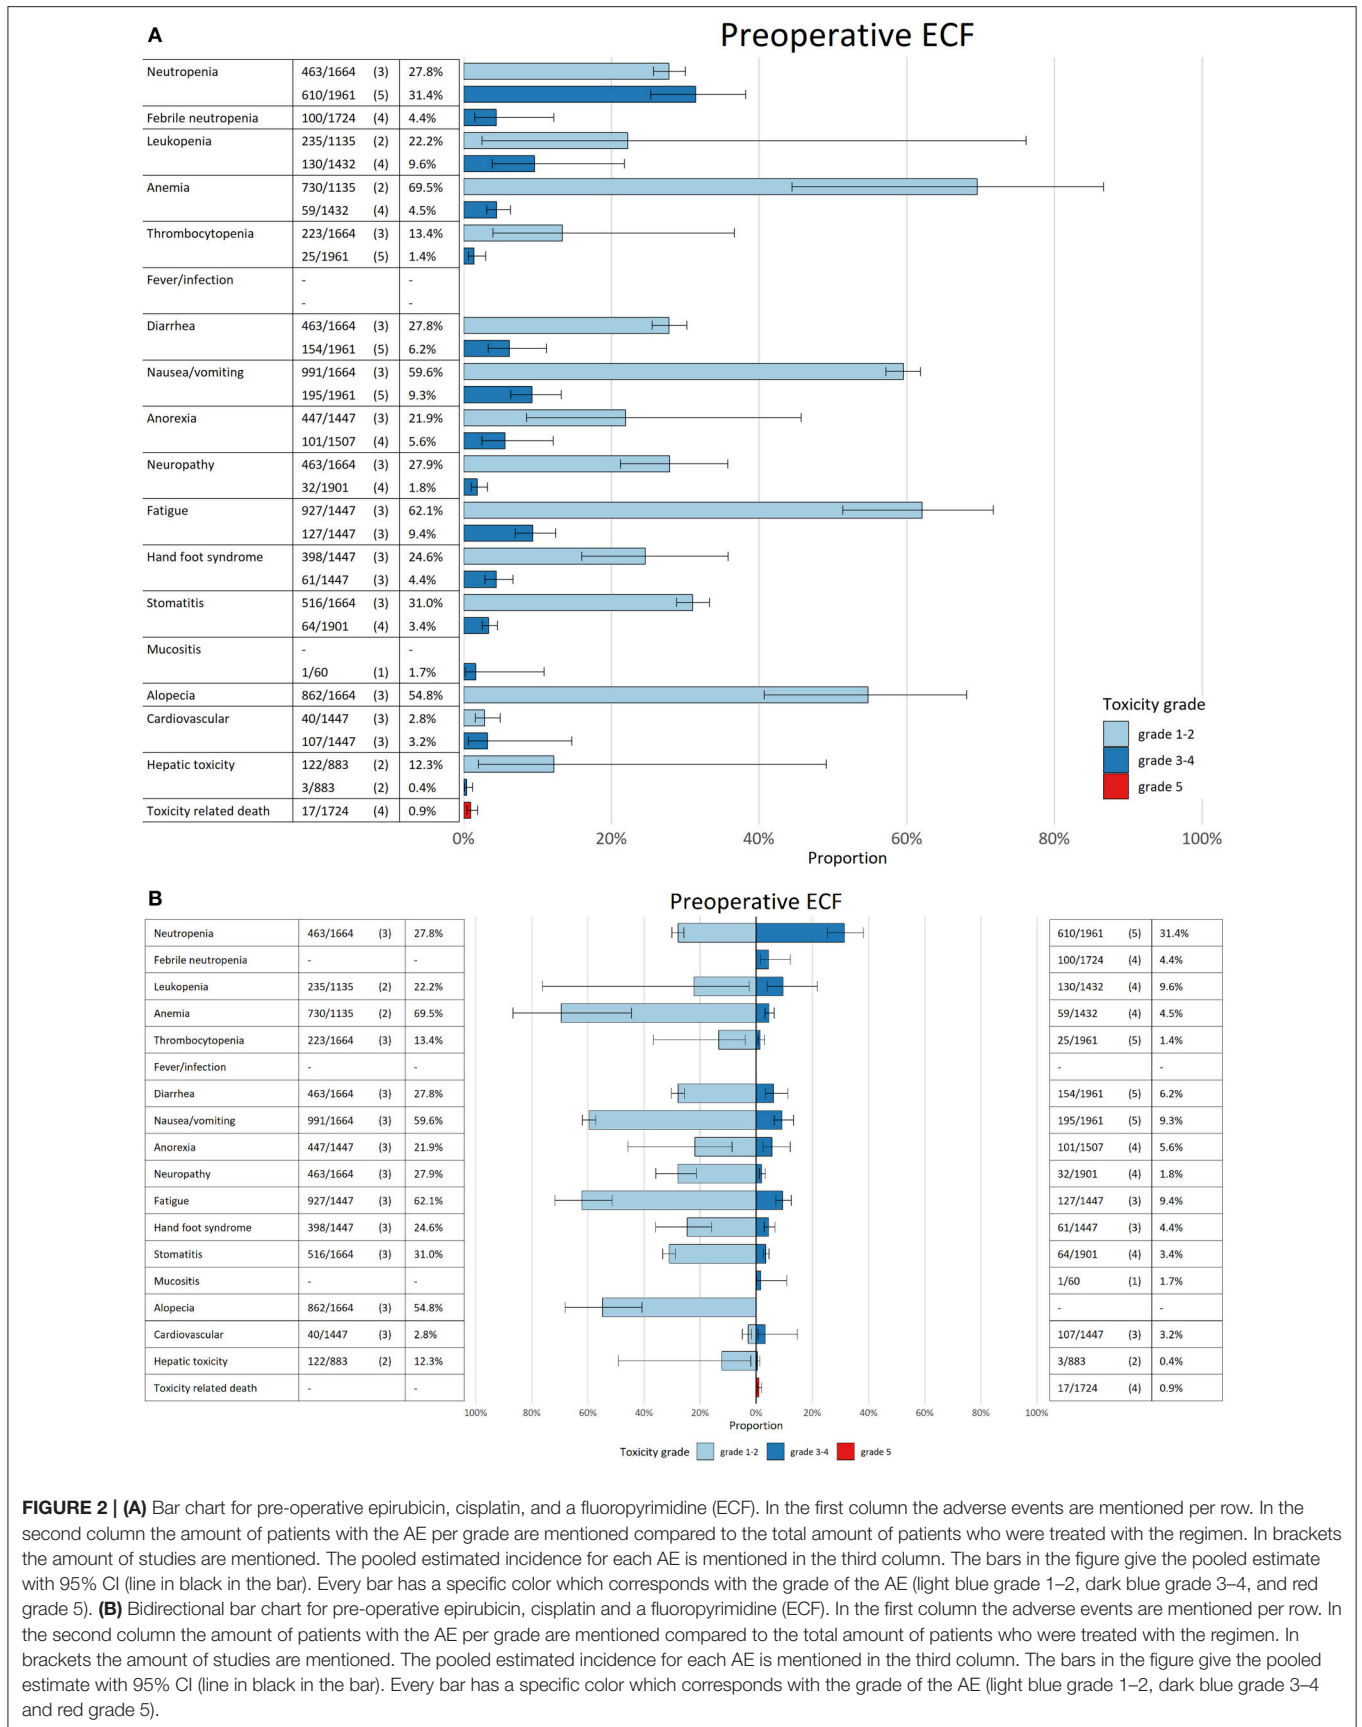 A
Preoperative ECF
Neutropenia 463/1664 (3) 27.8%
610/1961 (5) 31.4%
Febrile neutropenia 100/1724 (4) 4.4%
Leukopenia 235/1135 (2) 22.2%
130/1432 (4) 9.6%
Anemia 730/1135 (2) 69.5%
59/1432 (4) 4.5%
Thrombocytopenia 223/1664 (3) 13.4%
25/1961 (5) 1.4%
Fever/infection - -
- -
Diarrhea 463/1664 (3) 27.8%
154/1961 (5) 6.2%
Nausea/vomiting 991/1664 (3) 59.6%
195/1961 (5) 9.3%
Anorexia 447/1447 (3) 21.9%
101/1507 (4) 5.6%
Neuropathy 463/1664 (3) 27.9%
32/1901 (4) 1.8%
Fatigue 927/1447 (3) 62.1%
127/1447 (3) 9.4%
Hand foot syndrome 398/1447 (3) 24.6%
61/1447 (3) 4.4%
Stomatitis 516/1664 (3) 31.0%
64/1901 (4) 3.4%
Mucositis - -
1/60 (1) 1.7%
Alopecia 862/1664 (3) 54.8%
Cardiovascular 40/1447 (3) 2.8%
107/1447 (3) 3.2%
Hepatic toxicity 122/883 (2) 12.3%
3/883 (2) 0.4%
Toxicity related death 17/1724 (4) 0.9%
Toxicity grade
grade 1-2
grade 3-4
grade 5
0% 20% 40% 60% 80% 100%
Proportion
B
Preoperative ECF
Neutropenia 463/1664 (3) 27.8% 610/1961 (5) 31.4%
Febrile neutropenia - - 100/1724 (4) 4.4%
Leukopenia 235/1135 (2) 22.2% 130/1432 (4) 9.6%
Anemia 730/1135 (2) 69.5% 59/1432 (4) 4.5%
Thrombocytopenia 223/1664 (3) 13.4% 25/1961 (5) 1.4%
Fever/infection - - - -
Diarrhea 463/1664 (3) 27.8% 154/1961 (5) 6.2%
Nausea/vomiting 991/1664 (3) 59.6% 195/1961 (5) 9.3%
Anorexia 447/1447 (3) 21.9% 101/1507 (4) 5.6%
Neuropathy 463/1664 (3) 27.9% 32/1901 (4) 1.8%
Fatigue 927/1447 (3) 62.1% 127/1447 (3) 9.4%
Hand foot syndrome 398/1447 (3) 24.6% 61/1447 (3) 4.4%
Stomatitis 516/1664 (3) 31.0% 64/1901 (4) 3.4%
Mucositis - - 1/60 (1) 1.7%
Alopecia 862/1664 (3) 54.8% - -
Cardiovascular 40/1447 (3) 2.8% 107/1447 (3) 3.2%
Hepatic toxicity 122/883 (2) 12.3% 3/883 (2) 0.4%
Toxicity related death - - 17/1724 (4) 0.9%
100% 80% 60% 40% 20% 0% 20% 40% 60% 80% 100%
Proportion
Toxicity grade grade 1-2 grade 3-4 grade 5
FIGURE 2 | (A) Bar chart for pre-operative epirubicin, cisplatin, and a fluoropyrimidine (ECF). In the first column the adverse events are mentioned per row. In the
second column the amount of patients with the AE per grade are mentioned compared to the total amount of patients who were treated with the regimen. In brackets
the amount of studies are mentioned. The pooled estimated incidence for each AE is mentioned in the third column. The bars in the figure give the pooled estimate
with 95% CI (line in black in the bar). Every bar has a specific color which corresponds with the grade of the AE (light blue grade 1–2, dark blue grade 3–4, and red
grade 5). (B) Bidirectional bar chart for pre-operative epirubicin, cisplatin and a fluoropyrimidine (ECF). In the first column the adverse events are mentioned per row. In
the second column the amount of patients with the AE per grade are mentioned compared to the total amount of patients who were treated with the regimen. In
brackets the amount of studies are mentioned. The pooled estimated incidence for each AE is mentioned in the third column. The bars in the figure give the pooled
estimate with 95% CI (line in black in the bar). Every bar has a specific color which corresponds with the grade of the AE (light blue grade 1–2, dark blue grade 3–4
and red grade 5).